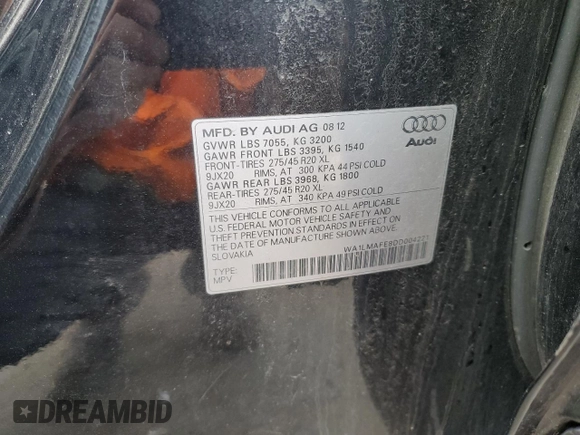 MFD. BY AUDI AG 08 12
GVWR LBS 7055, KG 3200
GAWR FRONT LBS 3395, KG 1540
FRONT-TIRES 275/45 R20 XL
9JX20 RIMS, AT 300 KPA 44 PSI COLD
GAWR REAR LBS 3968, KG 1800
REAR-TIRES 275/45 R20 XL
9JX20 RIMS, AT 340 KPA 49 PSI COLD
THIS VEHICLE CONFORMS TO ALL APPLICABLE
U.S. FEDERAL MOTOR VEHICLE SAFETY AND
THEFT PREVENTION STANDARDS IN EFFECT ON
THE DATE OF MANUFACTURE SHOWN ABOVE.
SLOVAKIA
TYPE:
MPV
Audi
DREAMBID